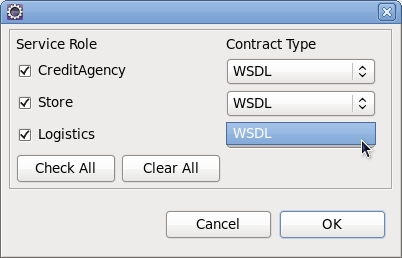 Service Role Contract Type
CreditAgency WSDL
Store WSDL
Logistics WSDL
Check All Clear All
Cancel OK